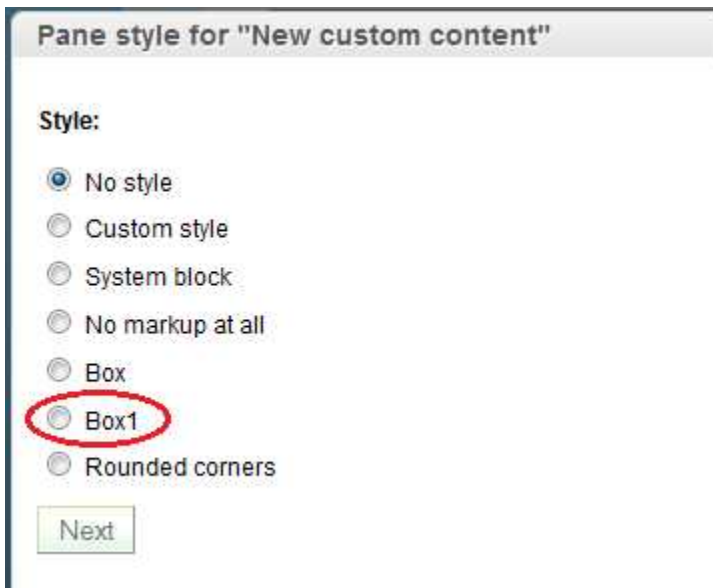 Pane style for "New custom content"
Style:
No style
Custom style
System block
No markup at all
Box
Box1
Rounded corners
Next